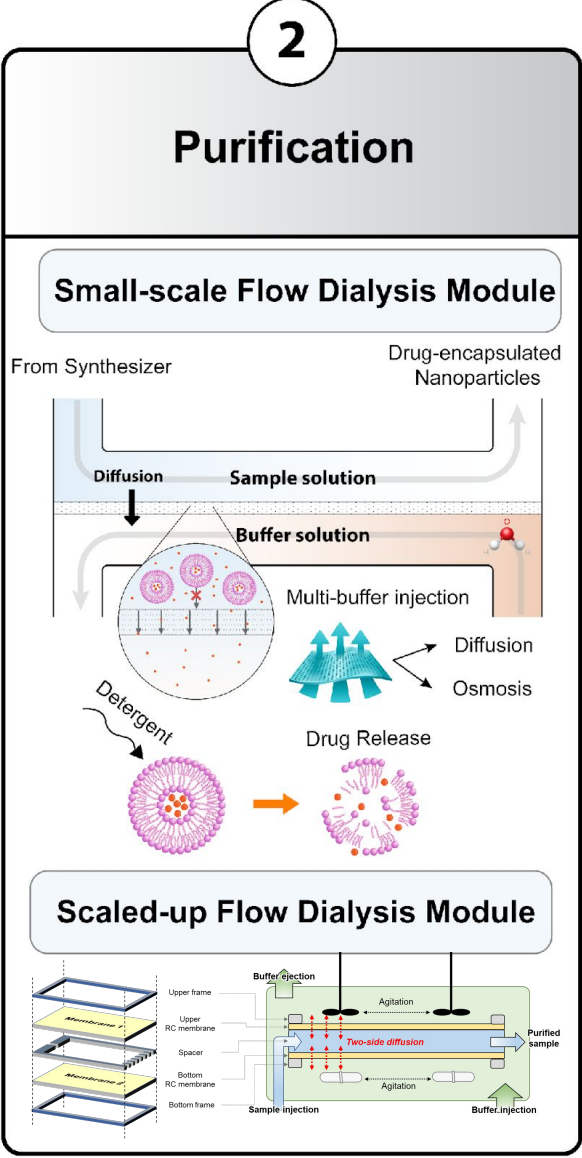 2
Purification
Small-scale Flow Dialysis Module
From Synthesizer
Drug-encapsulated
Nanoparticles
Diffusion
Sample solution
Buffer solution
Multi-buffer injection
Diffusion
Osmosis
Detergent
Drug Release
Scaled-up Flow Dialysis Module
Membrane 1
Membrane 2
Upper frame
Upper
RC membrane
Spacer
Bottom
RC membrane
Bottom frame
Buffer ejection
Agitation
Two-side diffusion
Purified
sample
Agitation
Sample injection
Buffer injection